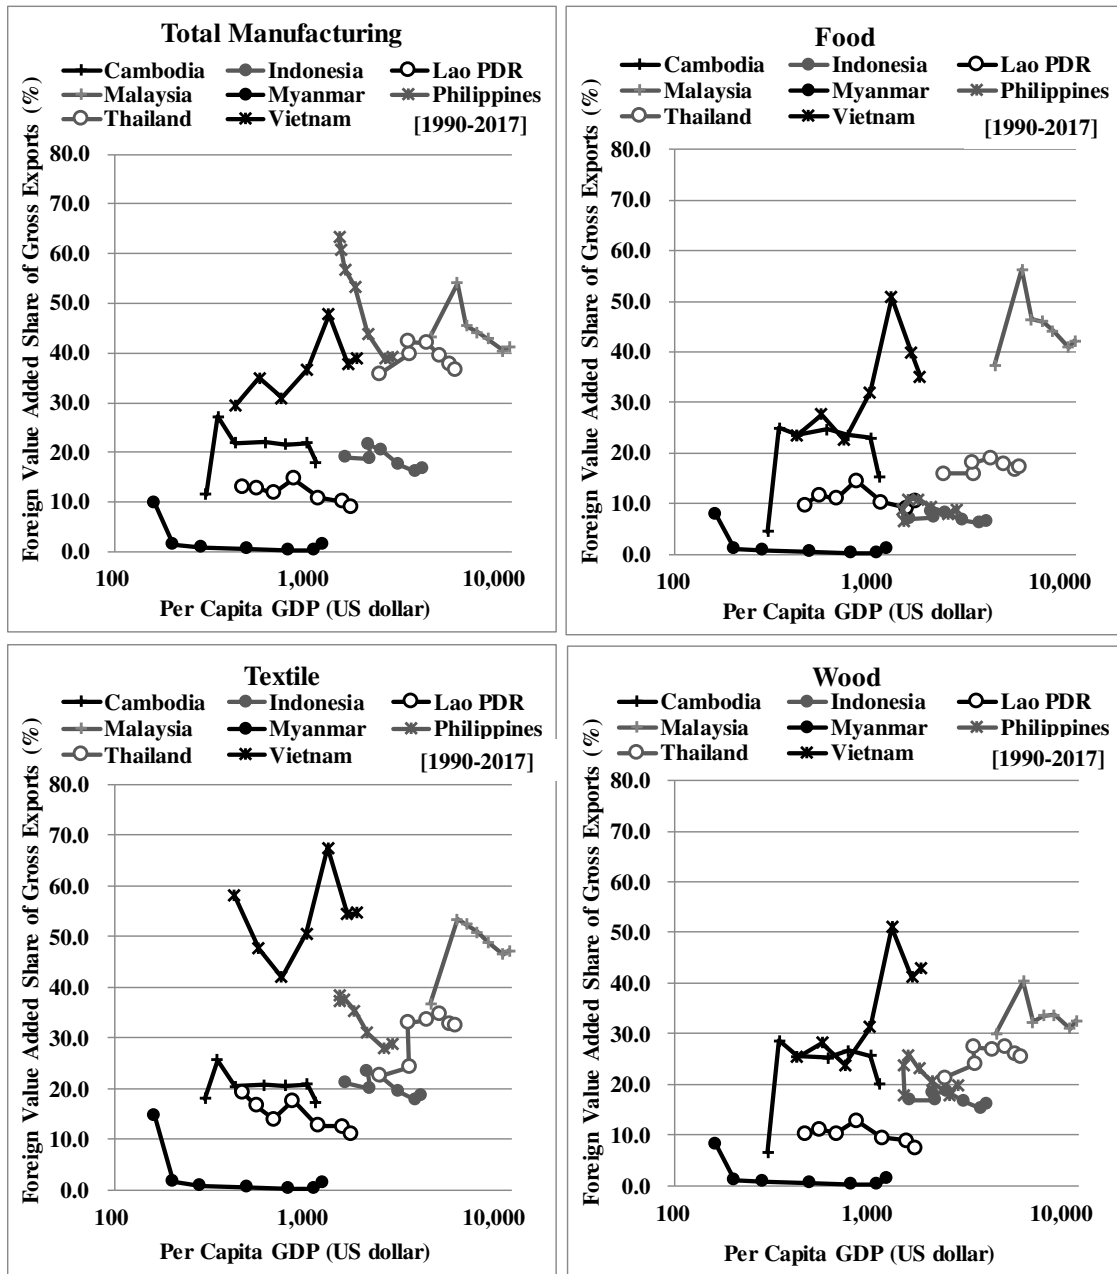 Total Manufacturing
Cambodia Indonesia Lao PDR
Malaysia Myanmar Philippines
Thailand Vietnam
[1990-2017]
Foreign Value Added Share of Gross Exports (%)
80.0
70.0
60.0
50.0
40.0
30.0
20.0
10.0
0.0
100 1,000 10,000
Per Capita GDP (US dollar)
Food
Cambodia Indonesia Lao PDR
Malaysia Myanmar Philippines
Thailand Vietnam
[1990-2017]
Foreign Value Added Share of Gross Exports (%)
80.0
70.0
60.0
50.0
40.0
30.0
20.0
10.0
0.0
100 1,000 10,000
Per Capita GDP (US dollar)
Textile
Cambodia Indonesia Lao PDR
Malaysia Myanmar Philippines
Thailand Vietnam
[1990-2017]
Foreign Value Added Share of Gross Exports (%)
80.0
70.0
60.0
50.0
40.0
30.0
20.0
10.0
0.0
100 1,000 10,000
Per Capita GDP (US dollar)
Wood
Cambodia Indonesia Lao PDR
Malaysia Myanmar Philippines
Thailand Vietnam
[1990-2017]
Foreign Value Added Share of Gross Exports (%)
80.0
70.0
60.0
50.0
40.0
30.0
20.0
10.0
0.0
100 1,000 10,000
Per Capita GDP (US dollar)